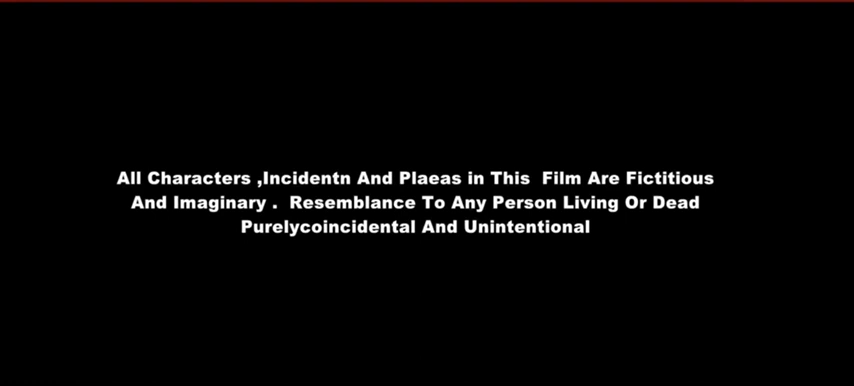 All Characters ,Incidentn And Plaeas in This Film Are Fictitious
And Imaginary . Resemblance To Any Person Living Or Dead
Purelycoincidental And Unintentional